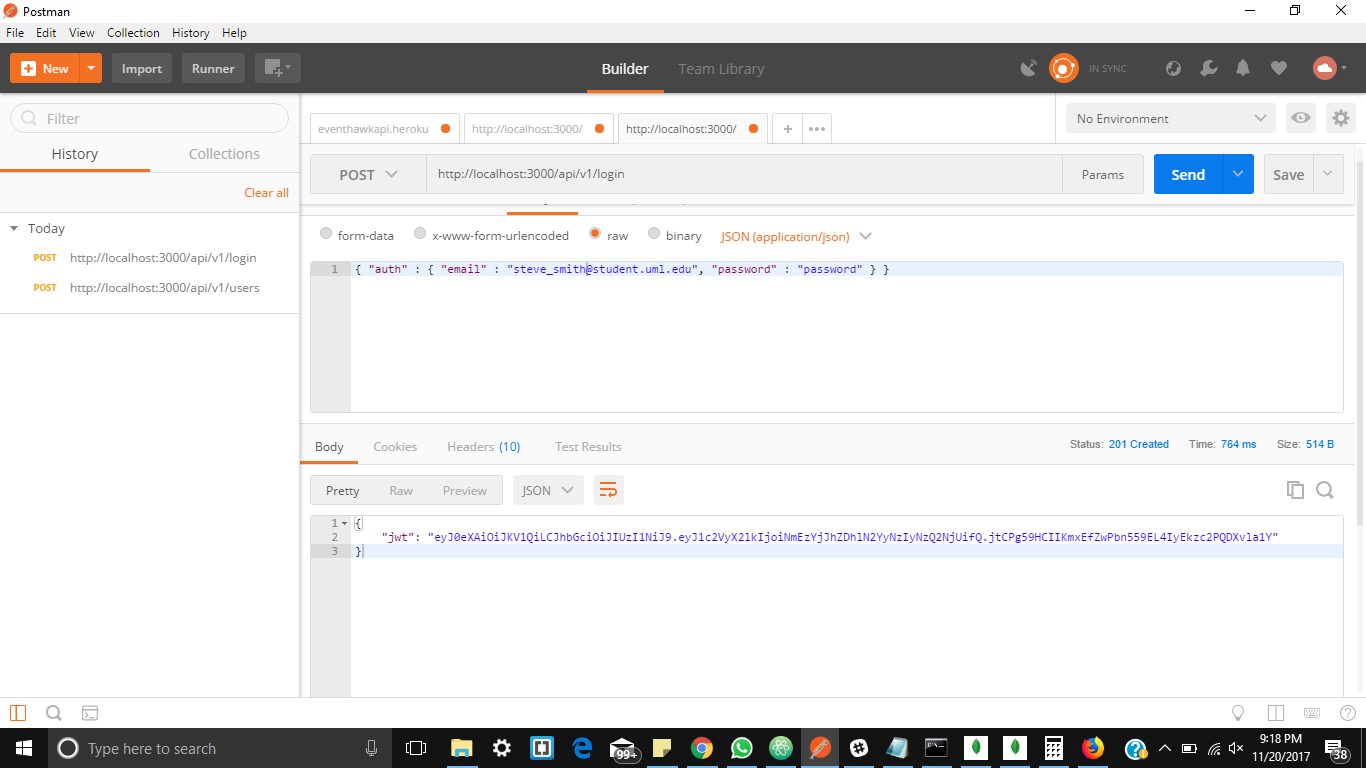 Postman
File Edit View Collection History Help
New Import Runner Builder Team Library IN SYNC
Filter
History Collections
Clear all
Today
POST http://localhost:3000/api/v1/login
POST http://localhost:3000/api/v1/users
eventhawkapi.heroku http://localhost:3000/ http://localhost:3000/ + ••• No Environment
POST http://localhost:3000/api/v1/login Params Send Save
form-data x-www-form-urlencoded raw binary JSON (application/json)
1 { "auth" : { "email" : "steve_smith@student.uml.edu", "password" : "password" } }
Body Cookies Headers (10) Test Results Status: 201 Created Time: 764 ms Size: 514 B
Pretty Raw Preview JSON
1 {
2 "jwt": "eyJ0eXAiOiJKV1QiLCJhbGciOiJIUzI1NiJ9.eyJ1c2VyX2lkIjoiNmEzYjJhZDhlN2YyNzIyNzQ2NjUifQ.jtCPg59HCIIKmxEfZwPbn559EL4IyEkzc2PQDXvla1Y"
3 }
Type here to search 99+ 9:18 PM
11/20/2017 38